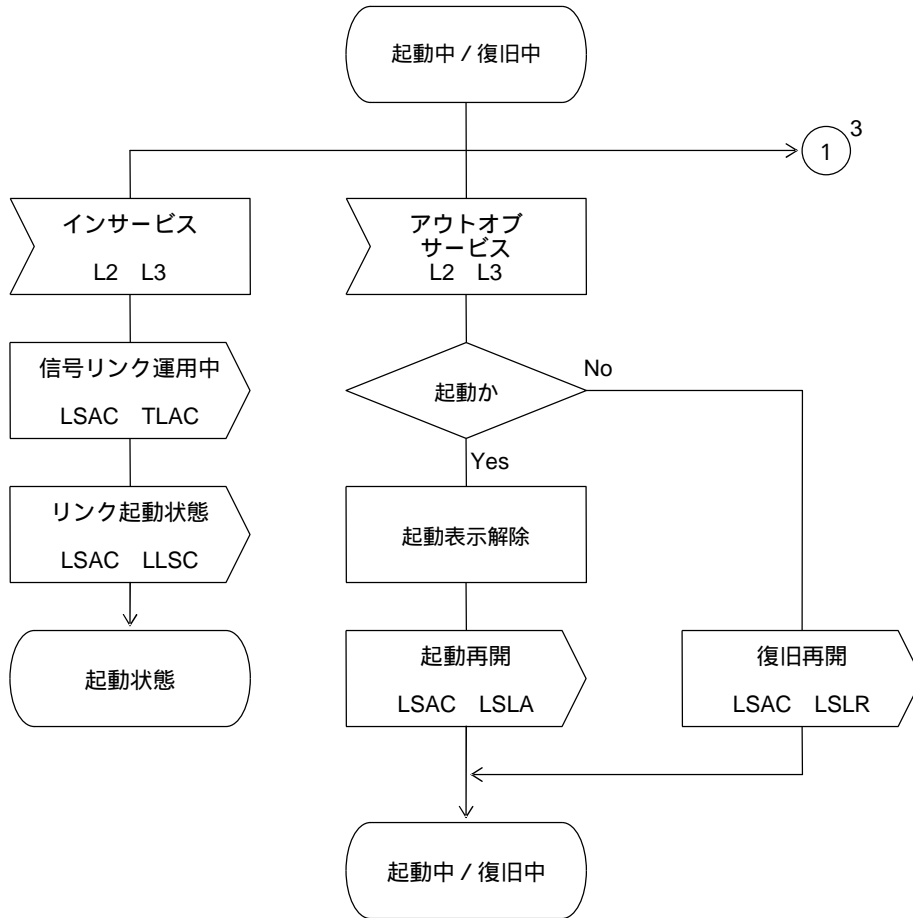 起動中 / 復旧中
1
3
インサービス
L2 L3
アウトオブ
サービス
L2 L3
信号リンク運用中
LSAC TLAC
起動か
No
Yes
リンク起動状態
LSAC LLSC
起動表示解除
起動状態
起動再開
LSAC LSLA
復旧再開
LSAC LSLR
起動中 / 復旧中